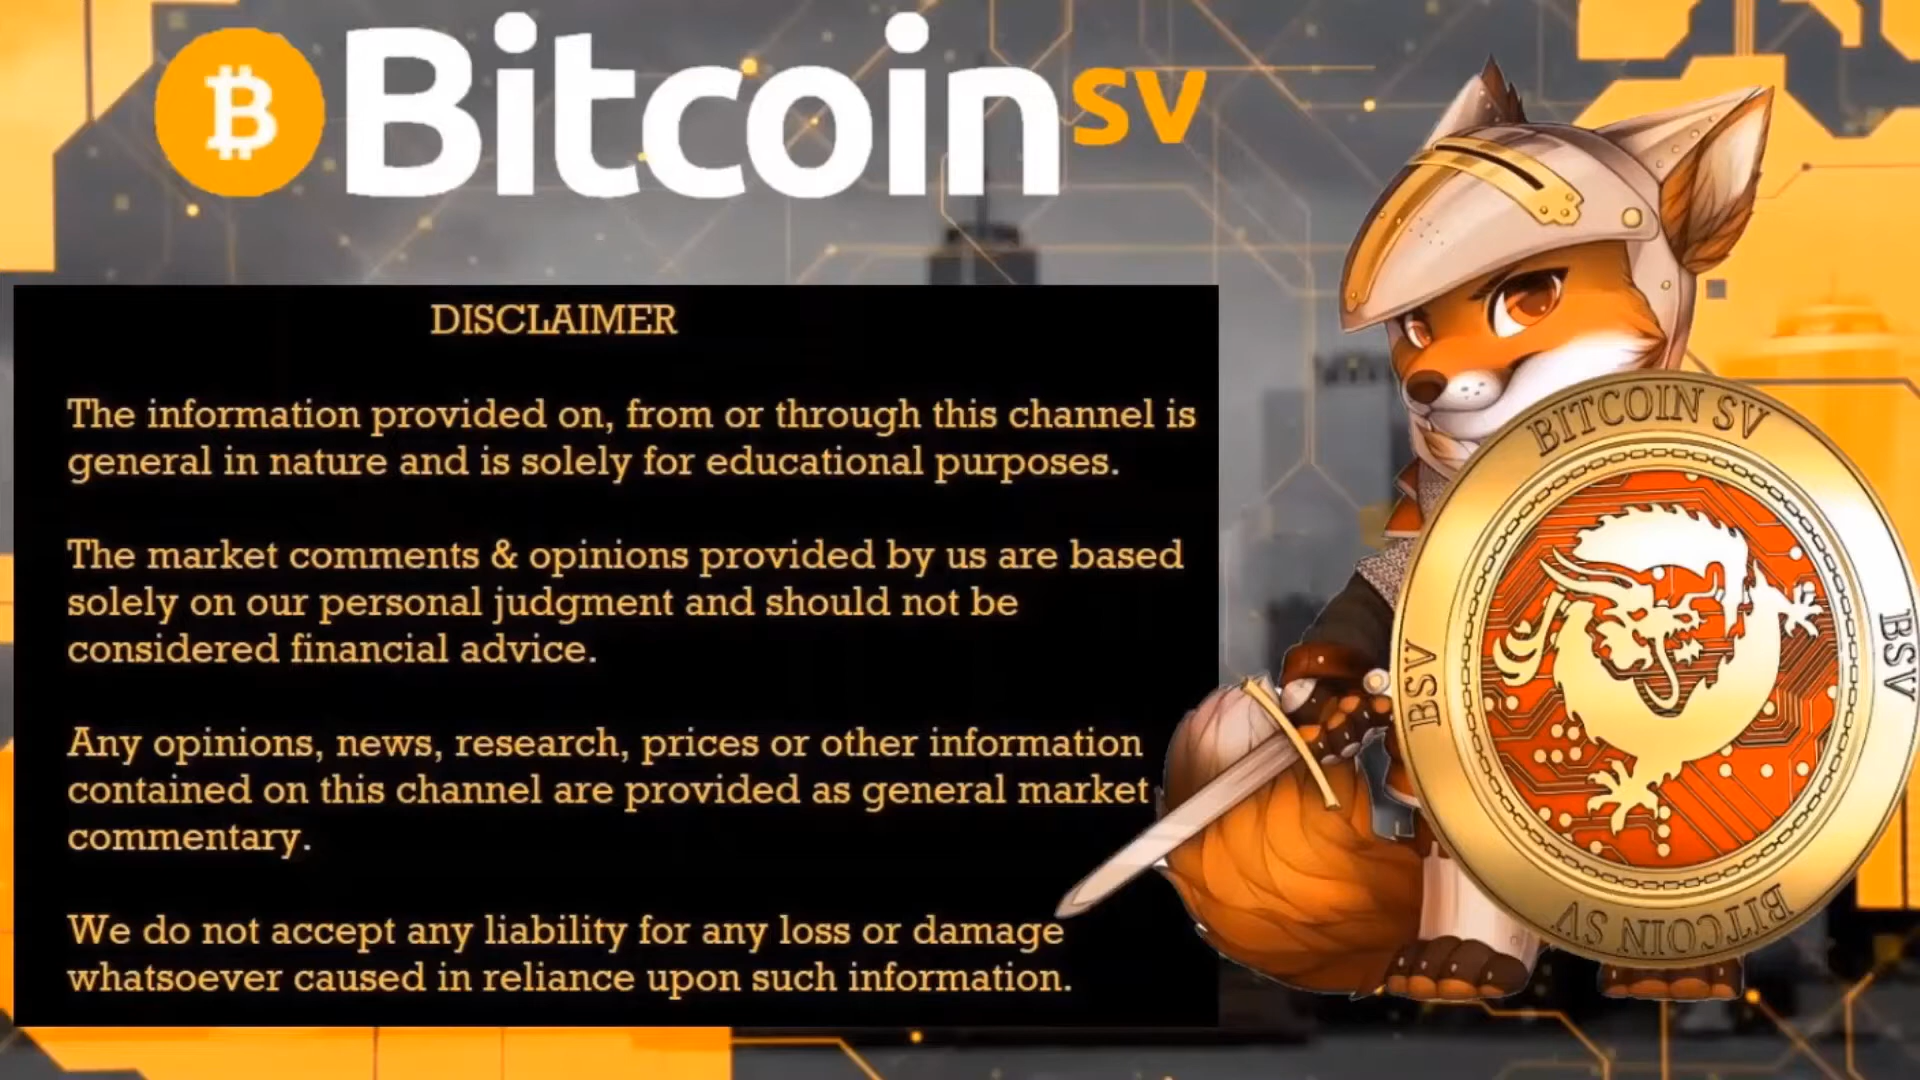 Bitcoin SV
DISCLAIMER
The information provided on, from or through this channel is
general in nature and is solely for educational purposes.
The market comments & opinions provided by us are based
solely on our personal judgment and should not be
considered financial advice.
Any opinions, news, research, prices or other information
contained on this channel are provided as general market
commentary.
We do not accept any liability for any loss or damage
whatsoever caused in reliance upon such information.
BITCOIN SV
BSV
BSV
BITCOIN SV